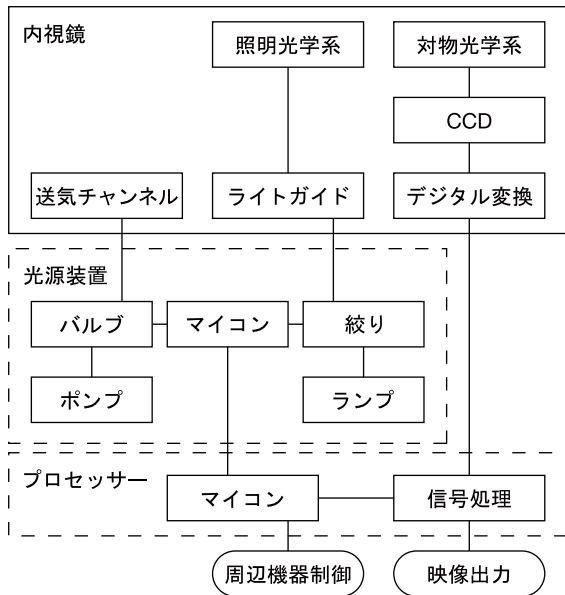 内視鏡
照明光学系
対物光学系
CCD
送気チャンネル
ライトガイド
デジタル変換
光源装置
バルブ
マイコン
絞り
ポンプ
ランプ
プロセッサー
マイコン
信号処理
周辺機器制御
映像出力